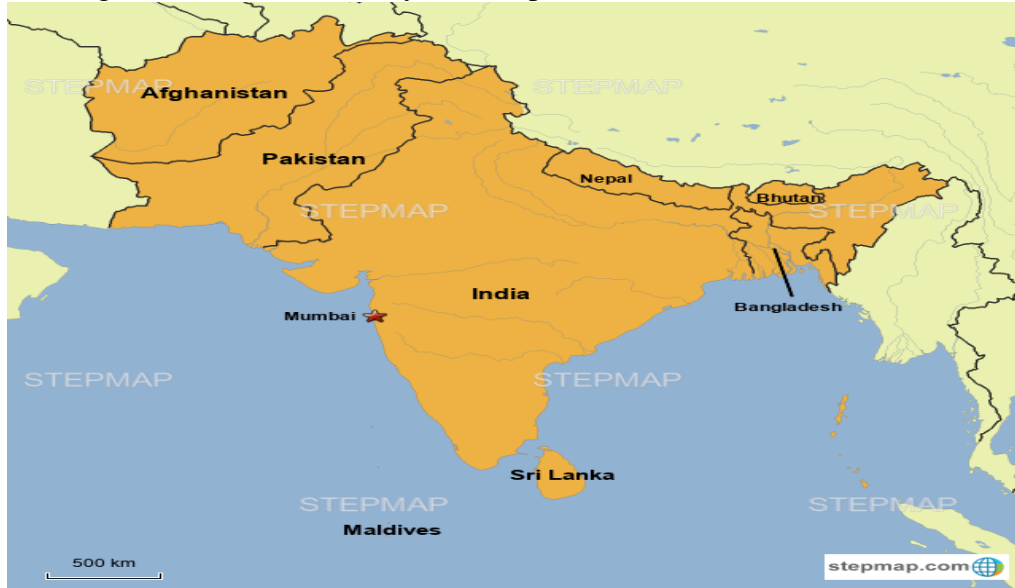 STEPMAP
STEPMAP
Afghanistan
Pakistan
Nepal
Bhutan
STEPMAP
STEPMAP
India
Bangladesh
Mumbai
STEPMAP
STEPMAP
Sri Lanka
STEPMAP
STEPMAP
Maldives
500 km
stepmap.com